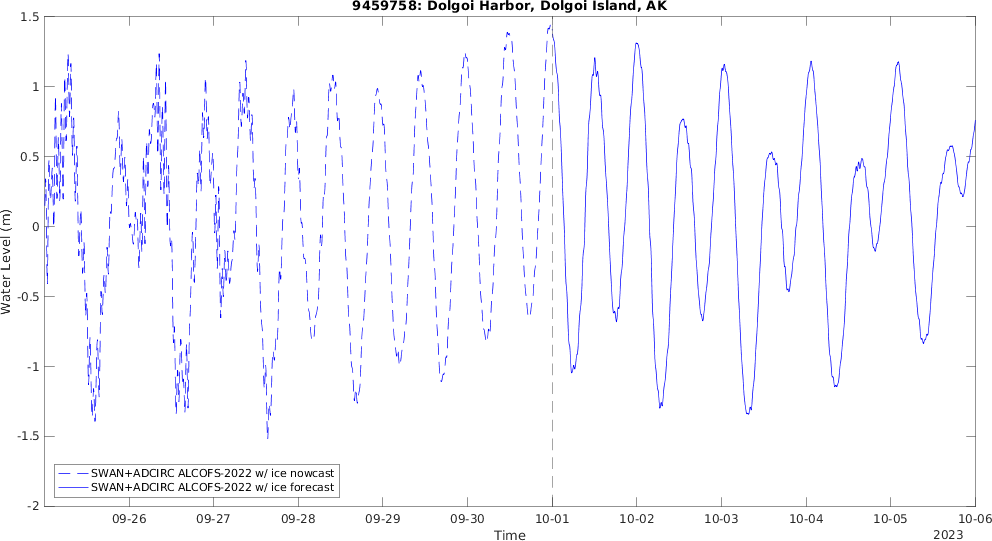 9459758: Dolgoi Harbor, Dolgoi Island, AK
1.5
1
0.5
0
-0.5
-1
-1.5
-2
Water Level (m)
SWAN+ADCIRC ALCOFS-2022 w/ ice nowcast
SWAN+ADCIRC ALCOFS-2022 w/ ice forecast
09-26 09-27 09-28 09-29 09-30 10-01 10-02 10-03 10-04 10-05 10-06
Time
2023